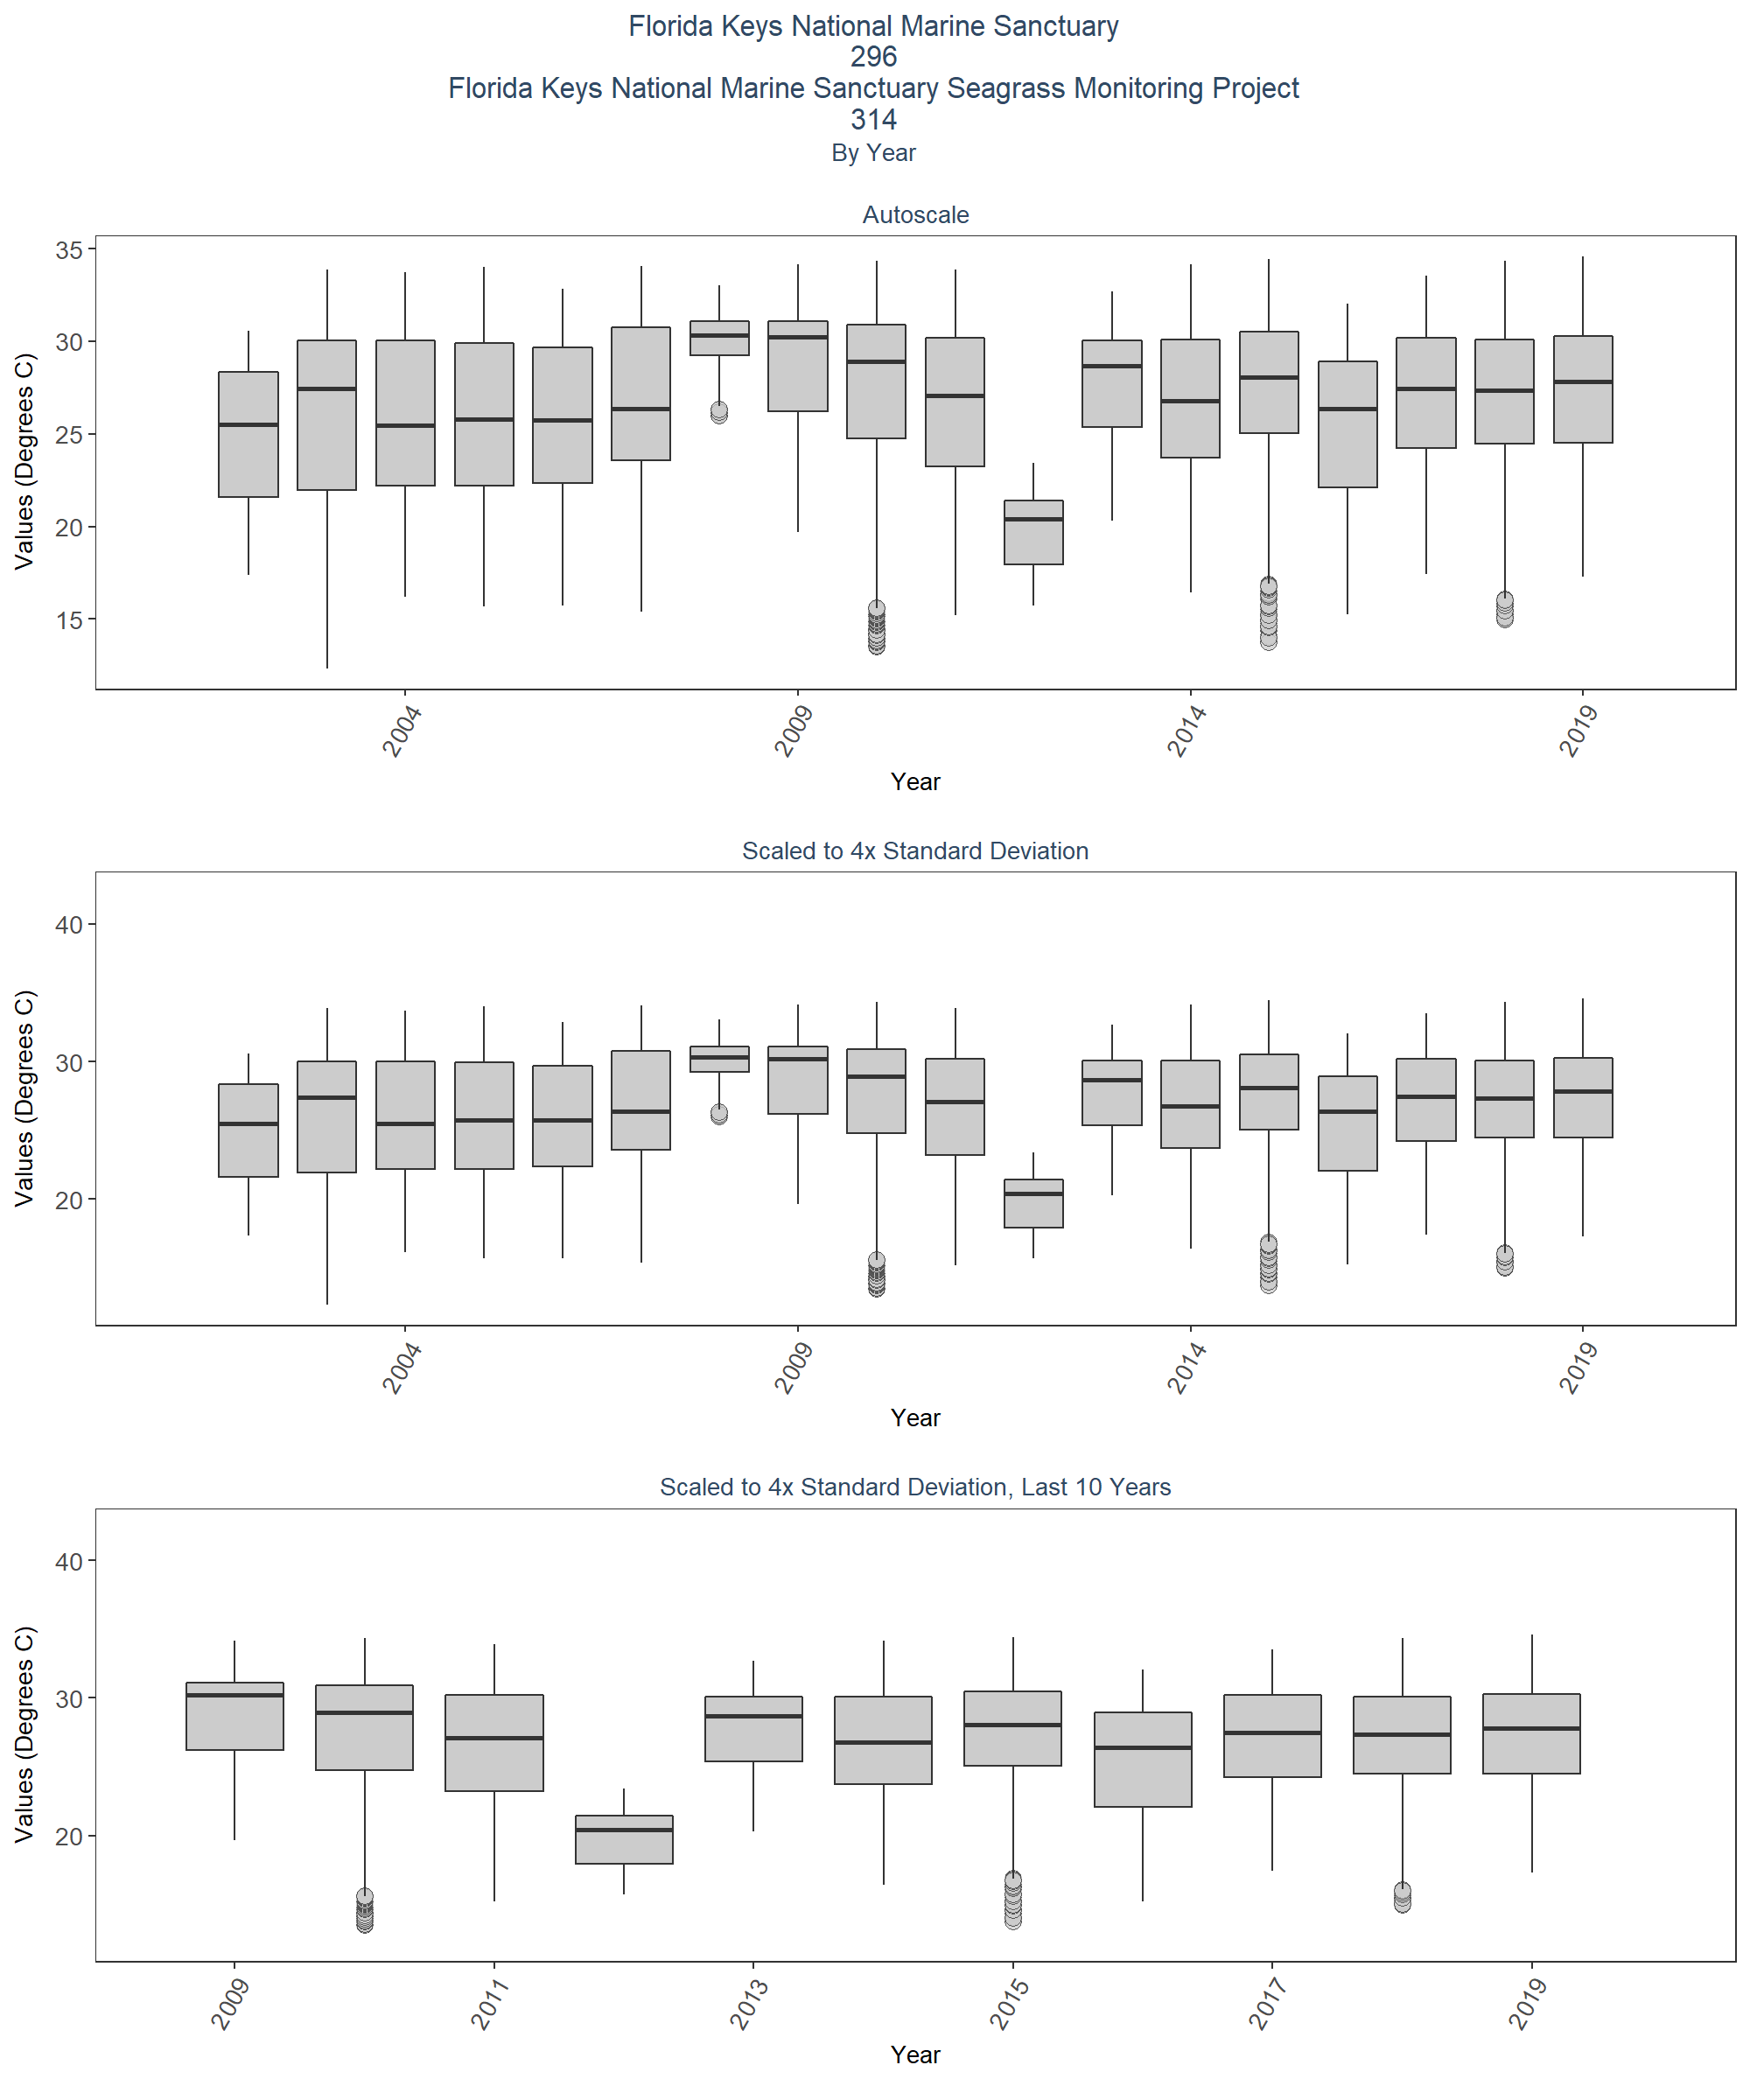 Florida Keys National Marine Sanctuary
296
Florida Keys National Marine Sanctuary Seagrass Monitoring Project
314
By Year
Autoscale
Values (Degrees C)
35
30
25
20
15
2004
2009
2014
2019
Year
Scaled to 4x Standard Deviation
Values (Degrees C)
40
30
20
2004
2009
2014
2019
Year
Scaled to 4x Standard Deviation, Last 10 Years
Values (Degrees C)
40
30
20
2009
2011
2013
2015
2017
2019
Year